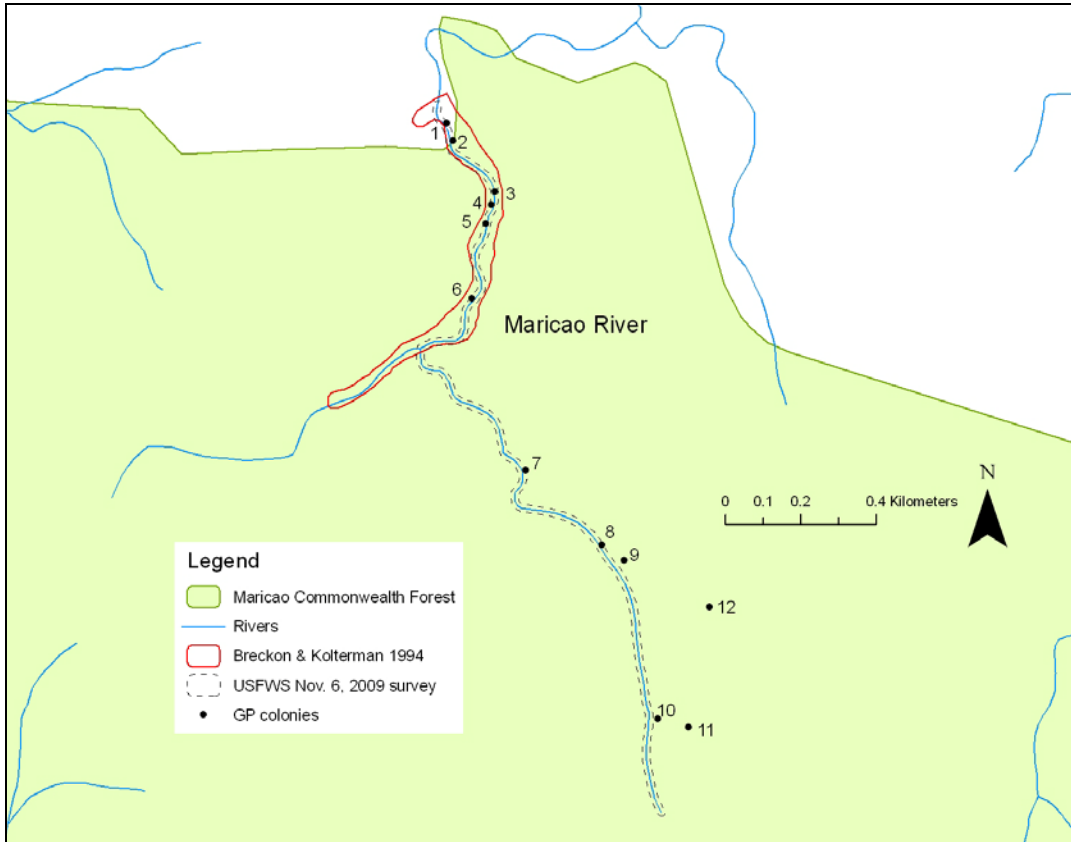 1
2
3
4
5
6
Maricao River
7
N
0 0.1 0.2 0.4 Kilometers
8
9
12
10
11
Legend
Maricao Commonwealth Forest
Rivers
Breckon & Kolterman 1994
USFWS Nov. 6, 2009 survey
GP colonies